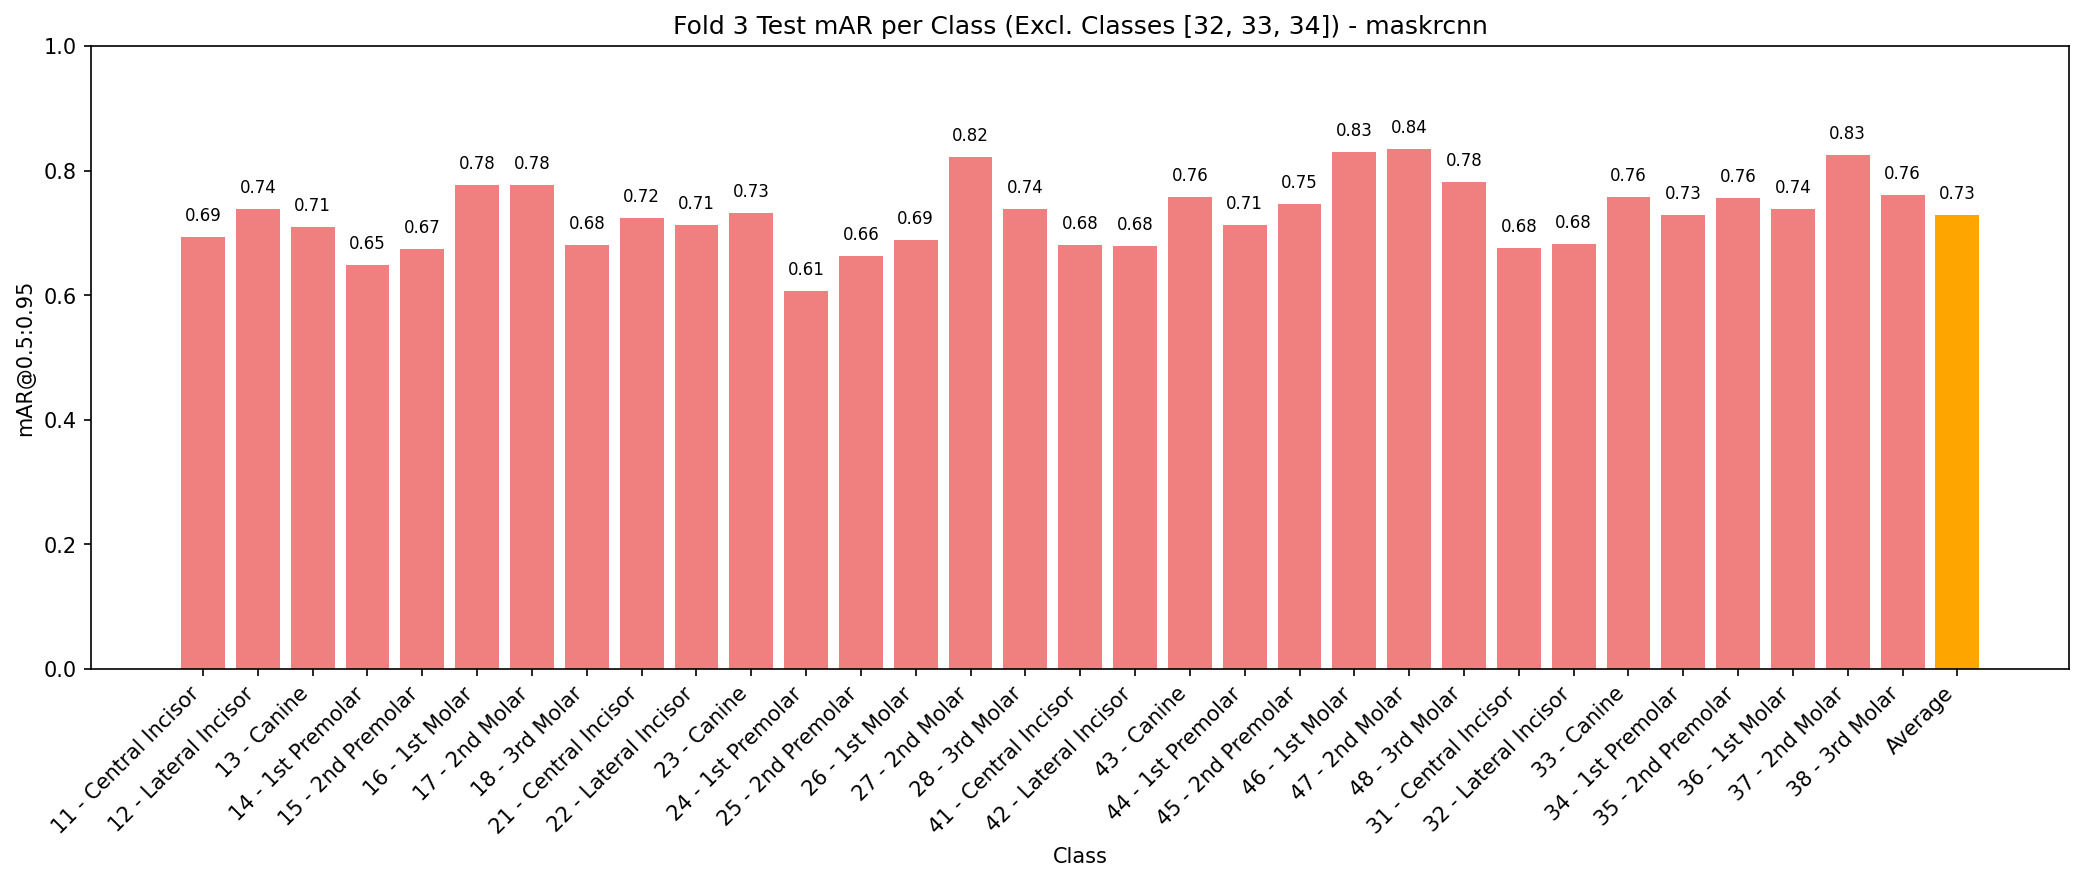 Fold 3 Test mAR per Class (Excl. Classes [32, 33, 34]) - maskrcnn
mAR@0.5:0.95
1.0
0.8
0.6
0.4
0.2
0.0
0.69
0.74
0.71
0.65
0.67
0.78
0.78
0.68
0.72
0.71
0.73
0.61
0.66
0.69
0.82
0.74
0.68
0.68
0.76
0.71
0.75
0.83
0.84
0.78
0.68
0.68
0.76
0.73
0.76
0.74
0.83
0.76
0.73
11 - Central Incisor
12 - Lateral Incisor
13 - Canine
14 - 1st Premolar
15 - 2nd Premolar
16 - 1st Molar
17 - 2nd Molar
18 - 3rd Molar
21 - Central Incisor
22 - Lateral Incisor
23 - Canine
24 - 1st Premolar
25 - 2nd Premolar
26 - 1st Molar
27 - 2nd Molar
28 - 3rd Molar
41 - Central Incisor
42 - Lateral Incisor
43 - Canine
44 - 1st Premolar
45 - 2nd Premolar
46 - 1st Molar
47 - 2nd Molar
48 - 3rd Molar
31 - Central Incisor
32 - Lateral Incisor
33 - Canine
34 - 1st Premolar
35 - 2nd Premolar
36 - 1st Molar
37 - 2nd Molar
38 - 3rd Molar
Average
Class